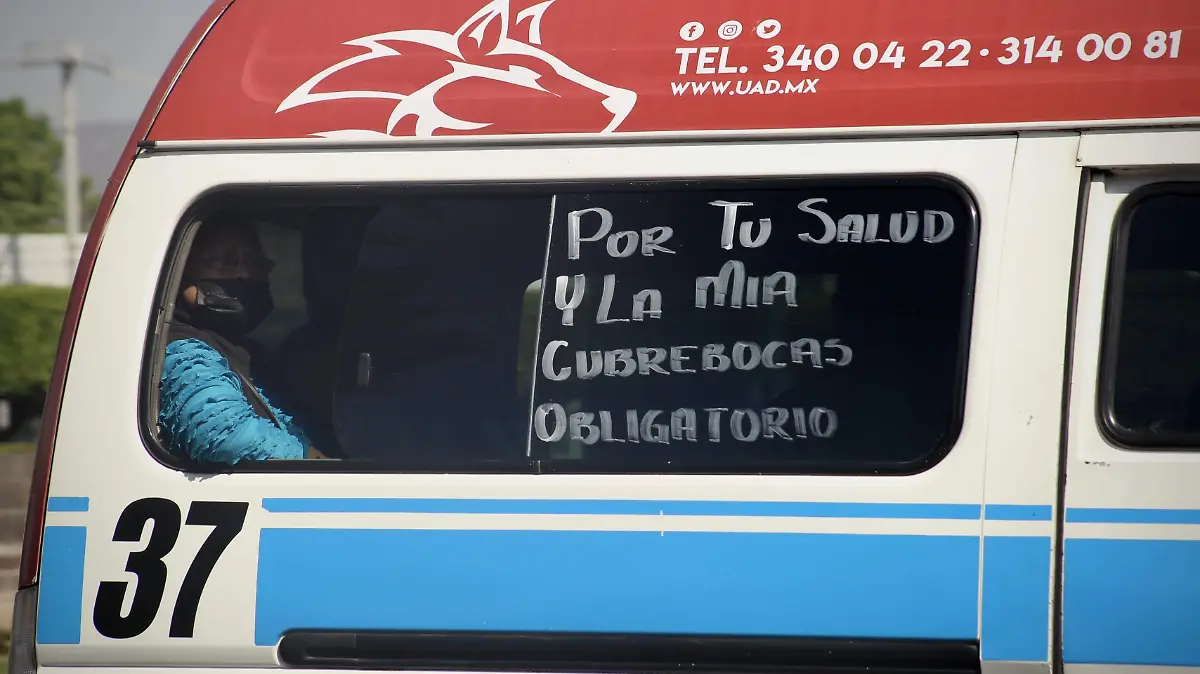 TEL. 340 04 22 · 314 00 81
WWW.UAD.MX
POR TU SALUD
Y LA MIA
CUBREBOCAS
OBLIGATORIO
37